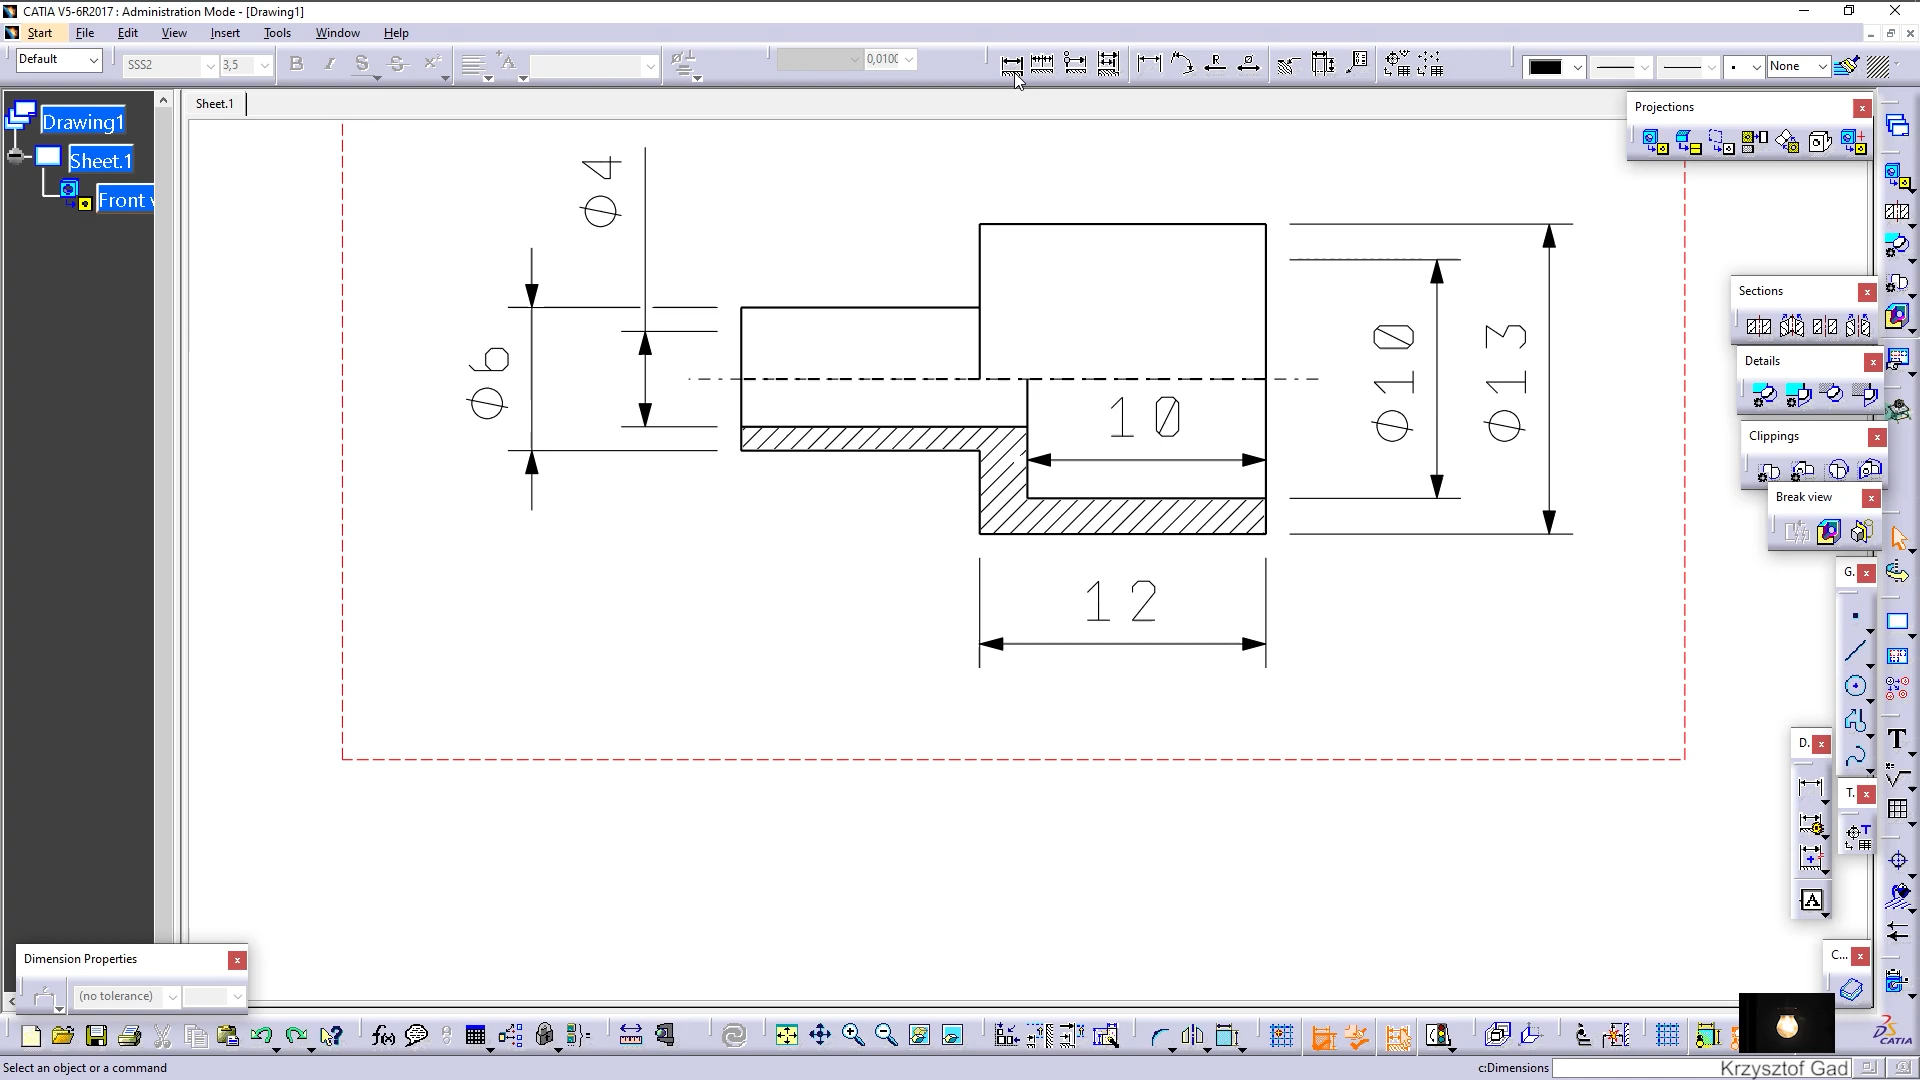 CATIA V5-6R2017 : Administration Mode - [Drawing1]
Start File Edit View Insert Tools Window Help
Default SSS2 3,5 B I S S 0,0100 None
Sheet.1
Drawing1
Sheet.1
Front v
Projections
Sections
Details
Clippings
Break view
G.
D.
T.
C...
Ø4
Ø6
10
Ø10
Ø13
12
Dimension Properties
(no tolerance)
Select an object or a command
c:Dimensions
Krzysztof Gad
CATIA